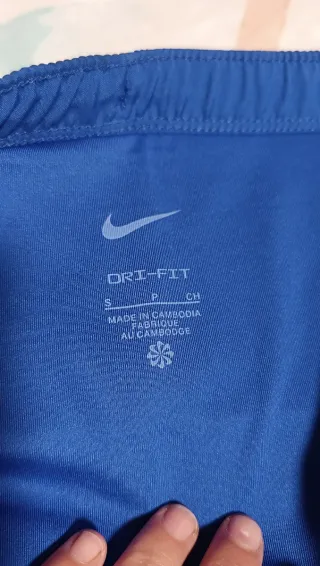 DRI-FIT
S P CH
MADE IN CAMBODIA
FABRIQUE
AU CAMBODGE